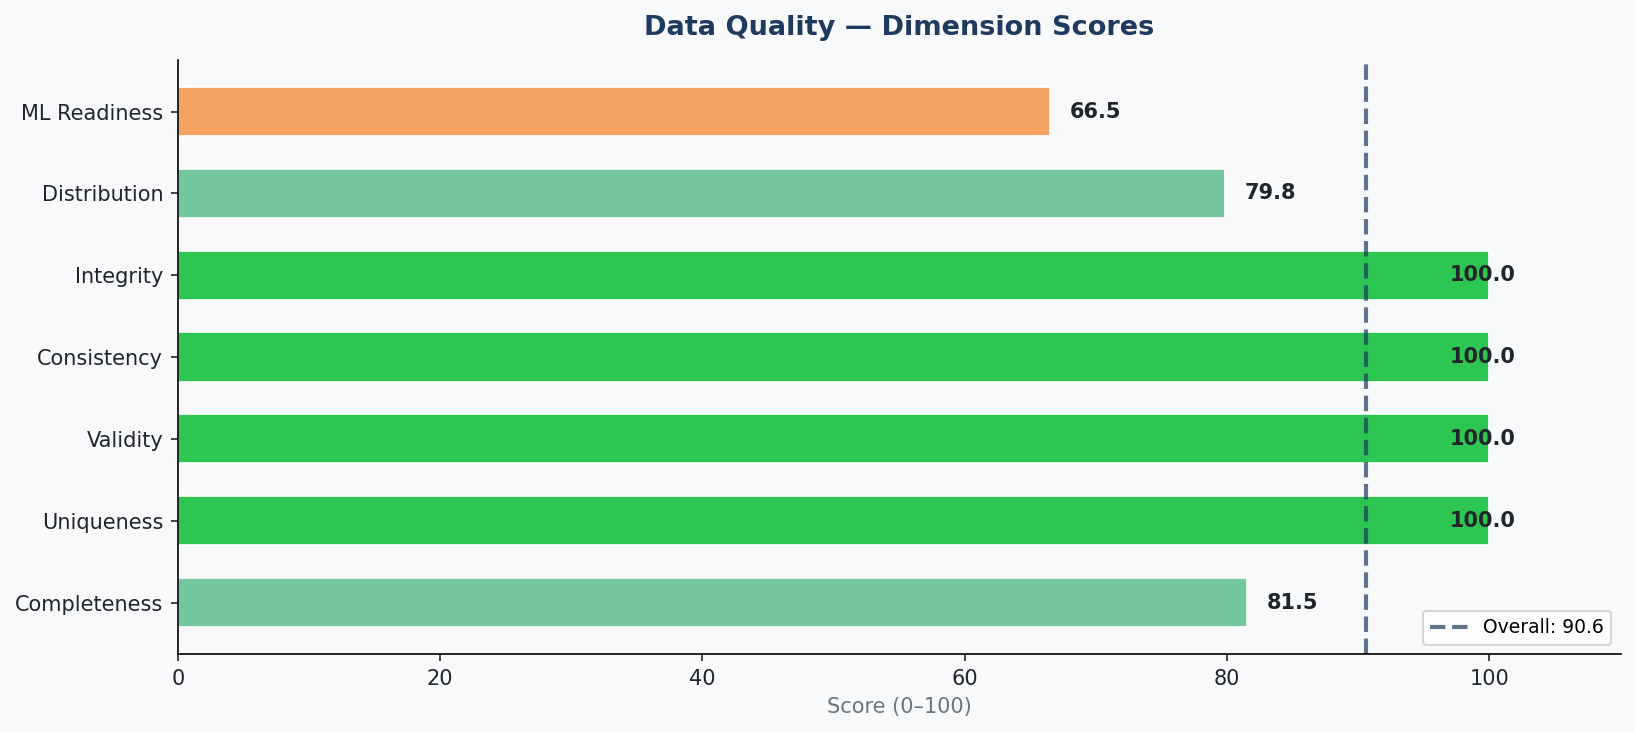 Data Quality — Dimension Scores
ML Readiness 66.5
Distribution 79.8
Integrity 100.0
Consistency 100.0
Validity 100.0
Uniqueness 100.0
Completeness 81.5
Overall: 90.6
0 20 40 60 80 100
Score (0–100)